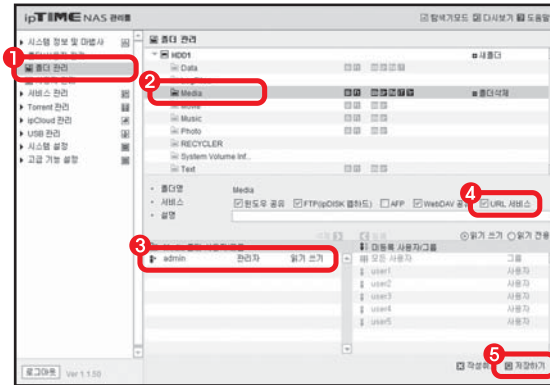 ipTIME NAS 관리
탐색기모드 다시보기 도움말
시스템 정보 및 마법사
폴더 관리
서비스 관리
Torrent 관리
ipCloud 관리
USB 관리
시스템 설정
고급 기능 설정
로그아웃 Ver 1.1.58
폴더 관리
HDD1 새폴더
Data
Media 폴더삭제
Movie
Music
Photo
RECYCLER
System Volume Inf..
Text
폴더명 Media
서비스 윈도우 공유 FTP(ipDISK 웹하드) AFP WebDAV 공유 URL 서비스
설명
읽기 쓰기 읽기 전용
admin 관리자 읽기 쓰기
미등록 사용자/그룹
모든 사용자 그룹
user1 사용자
user2 사용자
user3 사용자
user4 사용자
user5 사용자
저장하기
1
2
3
4
5